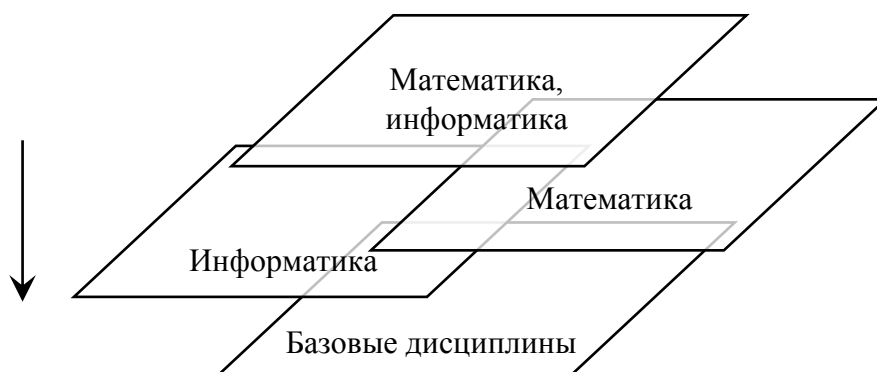 Математика,
информатика
Математика
Информатика
Базовые дисциплины